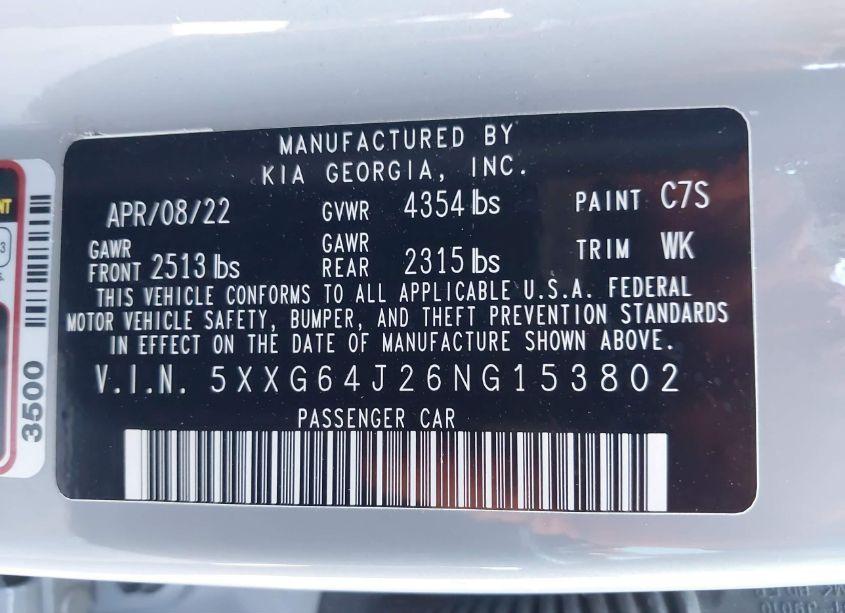 MANUFACTURED BY
KIA GEORGIA, INC.
APR/08/22 GVWR 4354 lbs PAINT C7S
GAWR FRONT 2513 lbs GAWR REAR 2315 lbs TRIM WK
THIS VEHICLE CONFORMS TO ALL APPLICABLE U.S.A. FEDERAL
MOTOR VEHICLE SAFETY, BUMPER, AND THEFT PREVENTION STANDARDS
IN EFFECT ON THE DATE OF MANUFACTURE SHOWN ABOVE.
V.I.N. 5XXG64J26NG153802
PASSENGER CAR
3500